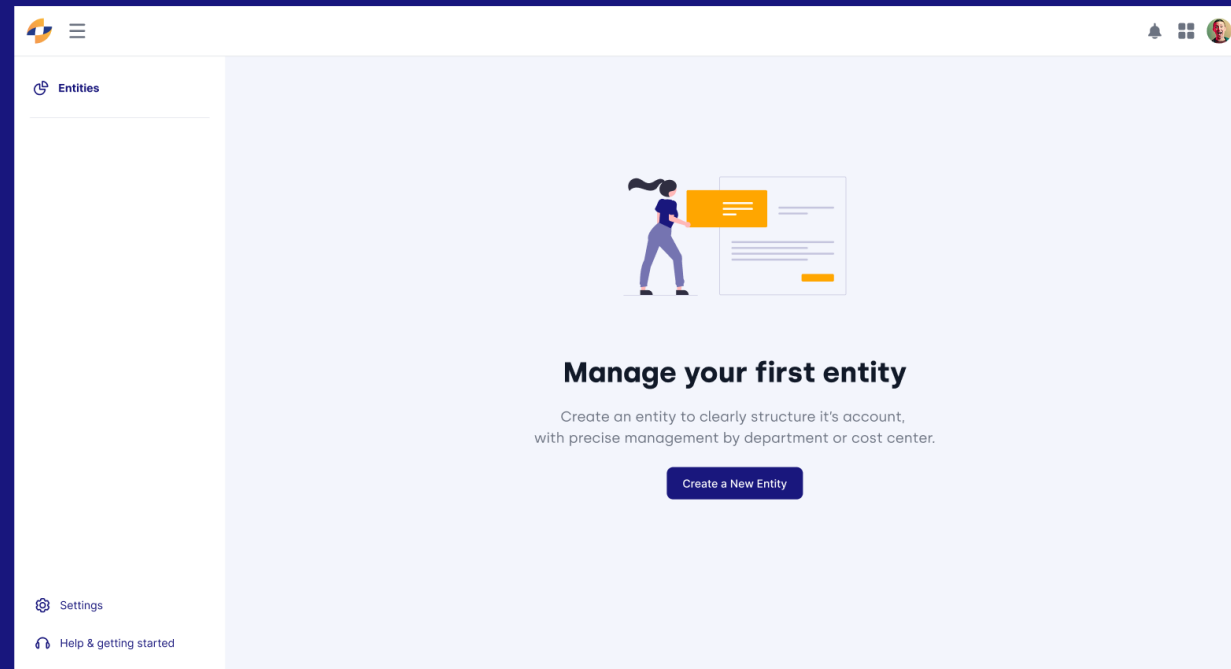 Entities
Manage your first entity
Create an entity to clearly structure it's account,
with precise management by department or cost center.
Create a New Entity
Settings
Help & getting started